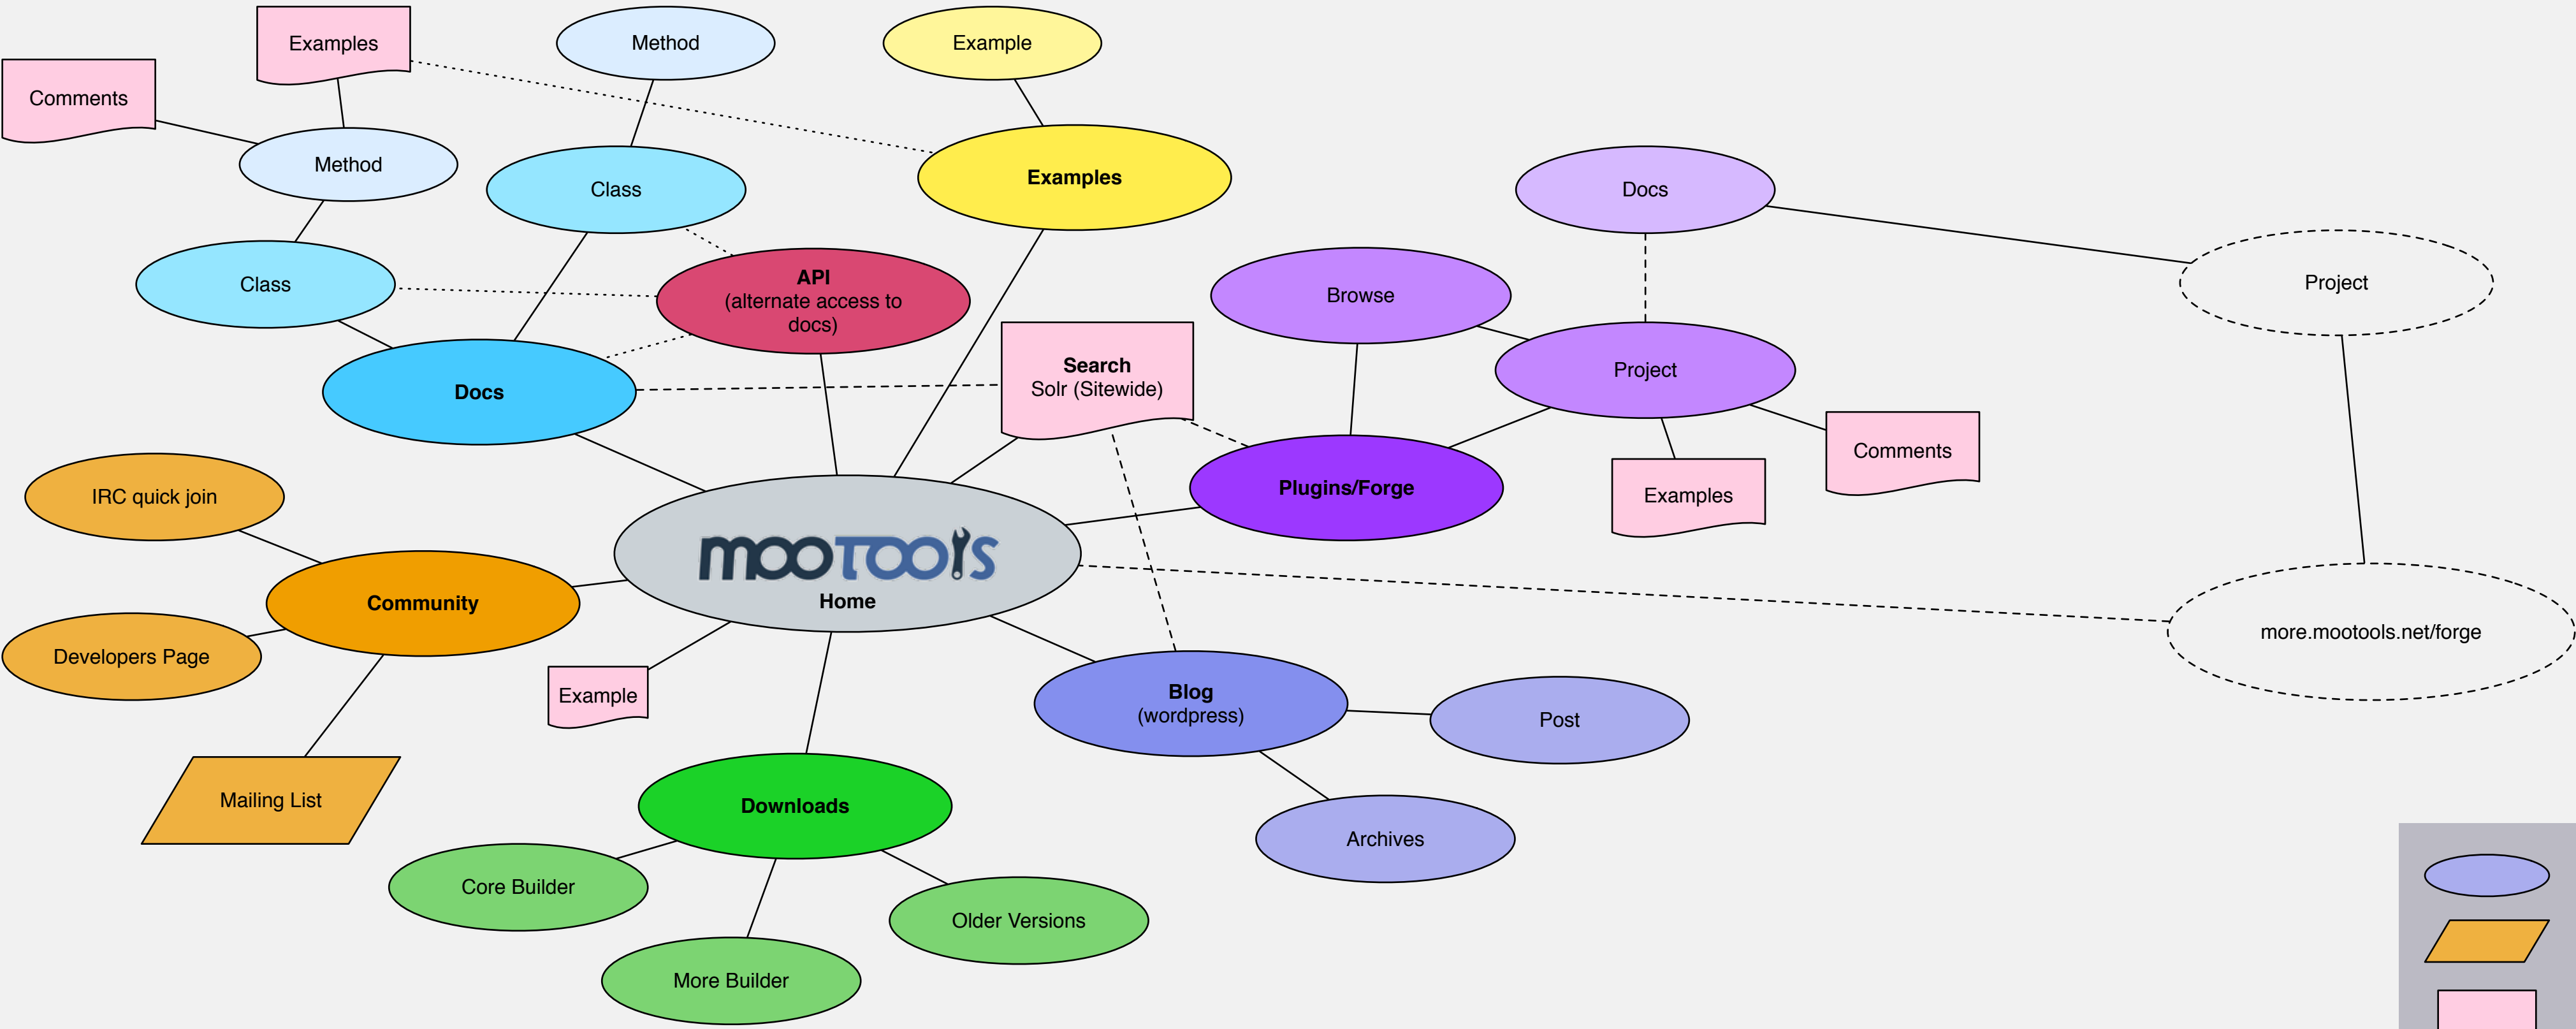 Examples
Method
Example
Comments
Method
Class
Examples
Docs
Class
API
(alternate access to
docs)
Browse
Project
Search
Solr (Sitewide)
Project
Docs
Comments
IRC quick join
Plugins/Forge
Examples
mootools
Home
Community
more.mootools.net/forge
Developers Page
Example
Blog
(wordpress)
Post
Mailing List
Downloads
Archives
Core Builder
Older Versions
More Builder